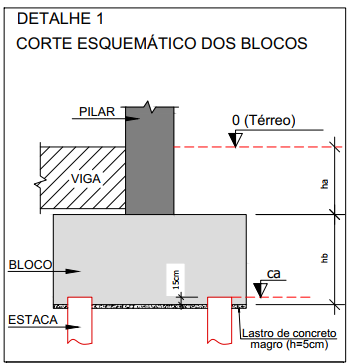 DETALHE 1
CORTE ESQUEMÁTICO DOS BLOCOS
PILAR
0 (Térreo)
VIGA
ha
BLOCO
15cm
ca
hb
ESTACA
Lastro de concreto
magro (h=5cm)